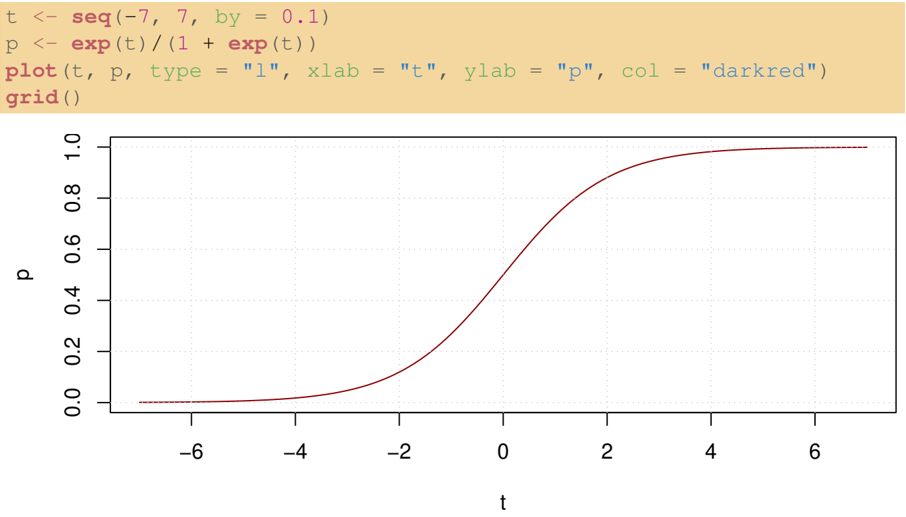 t <- seq(-7, 7, by = 0.1)
p <- exp(t)/(1 + exp(t))
plot(t, p, type = "l", xlab = "t", ylab = "p", col = "darkred")
grid()
1.0
0.8
0.6
0.4
0.2
0.0
p
−6 −4 −2 0 2 4 6
t